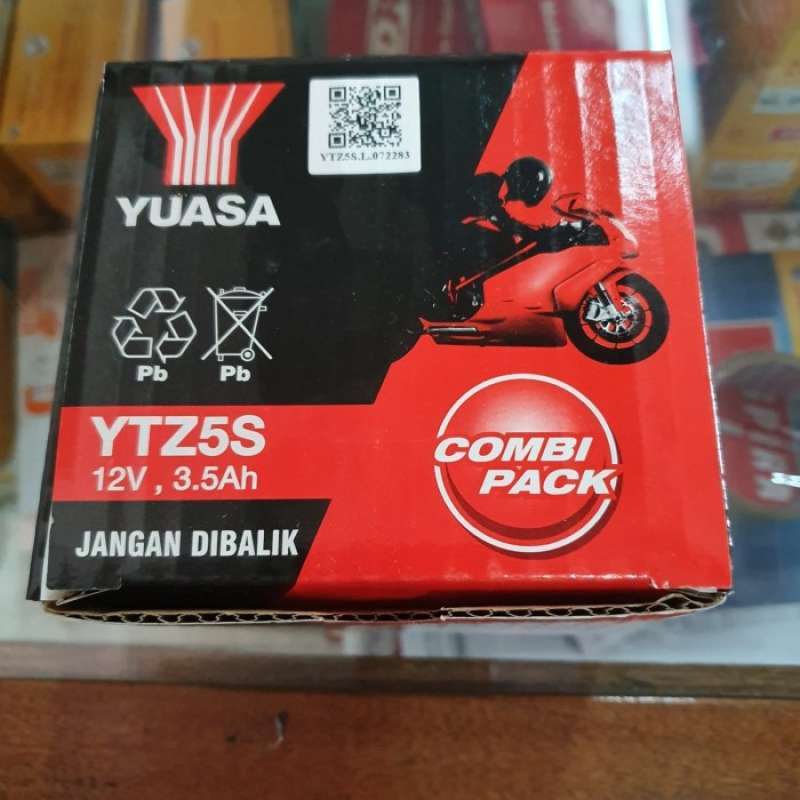 YUASA
YTZ5S.L.072283
Pb
Pb
YTZ5S
12V , 3.5Ah
JANGAN DIBALIK
COMBI
PACK